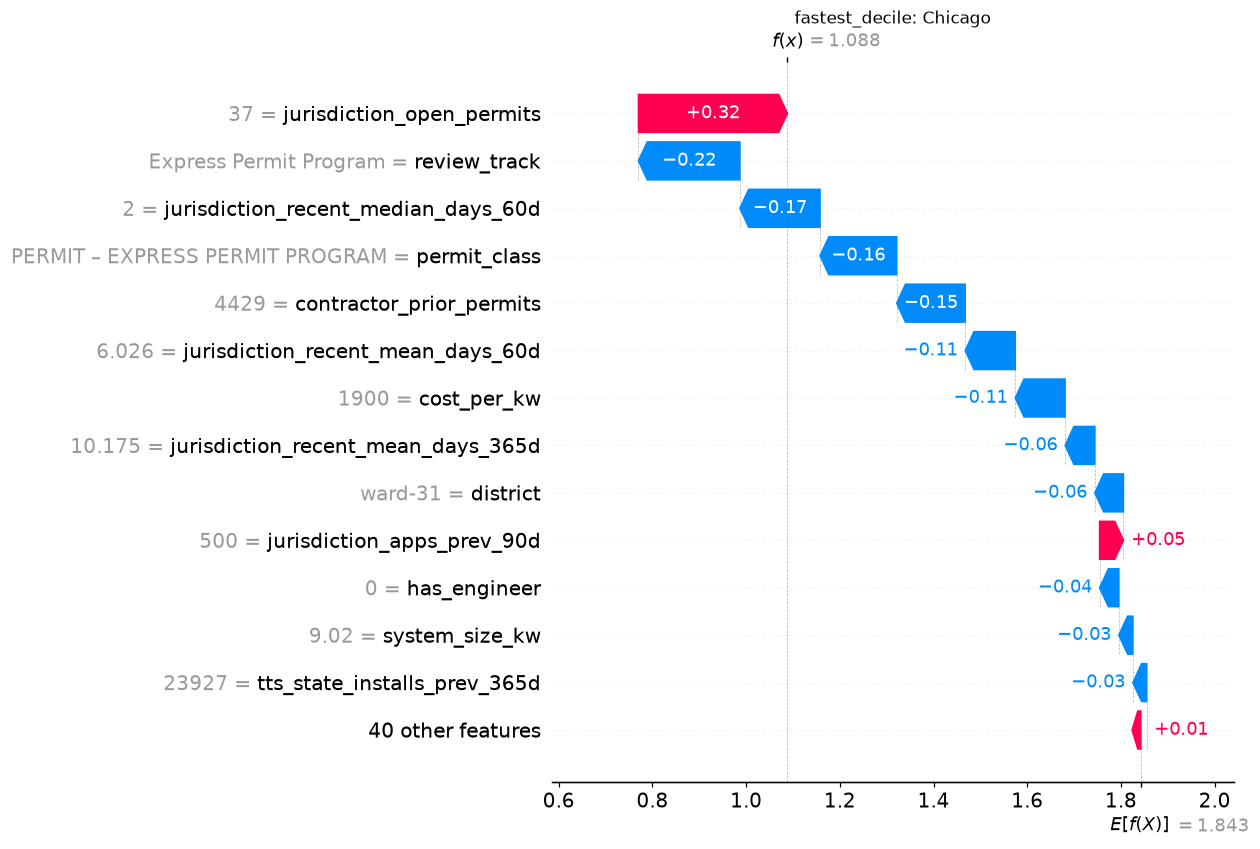 fastest_decile: Chicago
f(x) = 1.088
37 = jurisdiction_open_permits
+0.32
Express Permit Program = review_track
−0.22
2 = jurisdiction_recent_median_days_60d
−0.17
PERMIT – EXPRESS PERMIT PROGRAM = permit_class
−0.16
4429 = contractor_prior_permits
−0.15
6.026 = jurisdiction_recent_mean_days_60d
−0.11
1900 = cost_per_kw
−0.11
10.175 = jurisdiction_recent_mean_days_365d
−0.06
ward-31 = district
−0.06
500 = jurisdiction_apps_prev_90d
+0.05
0 = has_engineer
−0.04
9.02 = system_size_kw
−0.03
23927 = tts_state_installs_prev_365d
−0.03
40 other features
+0.01
0.6 0.8 1.0 1.2 1.4 1.6 1.8 2.0
E[f(X)] = 1.843